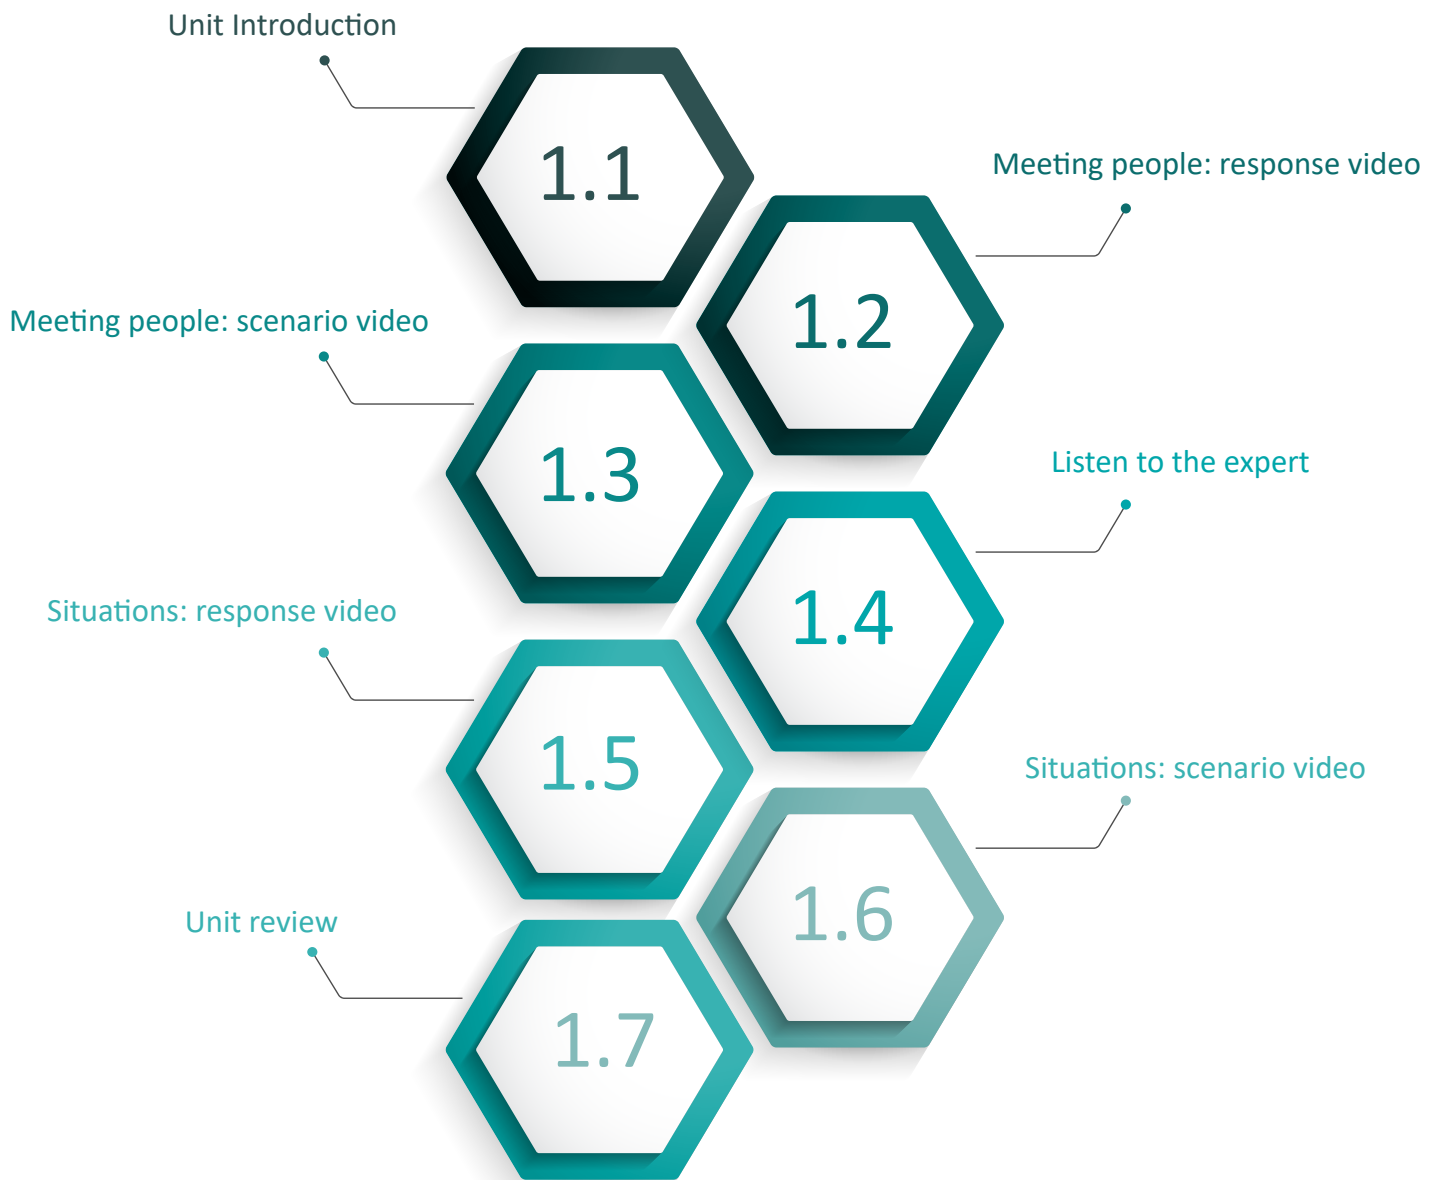 Unit Introduction
1.1
Meeting people: response video
1.2
Meeting people: scenario video
1.3
Listen to the expert
1.4
Situations: response video
1.5
Situations: scenario video
1.6
Unit review
1.7